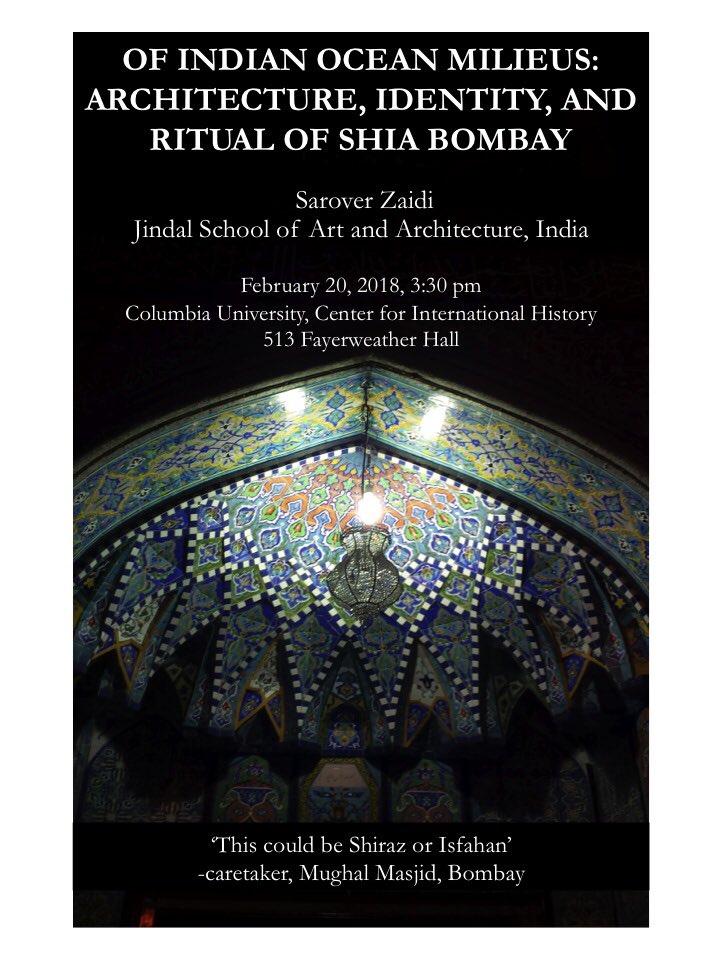 OF INDIAN OCEAN MILIEUS:
ARCHITECTURE, IDENTITY, AND
RITUAL OF SHIA BOMBAY
Sarover Zaidi
Jindal School of Art and Architecture, India
February 20, 2018, 3:30 pm
Columbia University, Center for International History
513 Fayerweather Hall
‘This could be Shiraz or Isfahan’
-caretaker, Mughal Masjid, Bombay